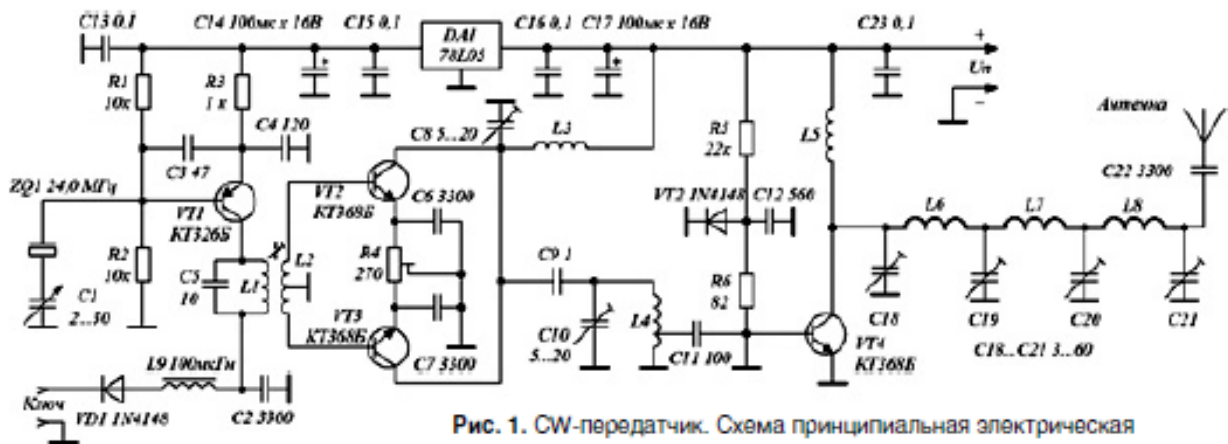 C13 0,1
C14 100мк x 16В
C15 0,1
DA1
78L05
C16 0,1
C17 100мк x 16В
C23 0,1
+
Uп
−
R1
10к
R3
1 к
C4 120
C8 5...20
L3
R5
22к
L5
Антенна
C3 47
ZQ1 24,0 МГц
VT1
КТ326Б
VT2
КТ368Б
C6 3300
VT2 1N4148
C12 560
C22 3300
L6
L7
L8
R2
10к
C5
10
L1
L2
R4
270
C9 1
R6
82
C1
2...30
VT3
КТ368Б
C10
5...20
L4
C11 100
VT4
КТ368Б
C18
C19
C20
C21
C18...C21 3...60
L9 100мкГн
C7 3300
Ключ
VD1 1N4148
C2 3300
Рис. 1. CW-передатчик. Схема принципиальная электрическая